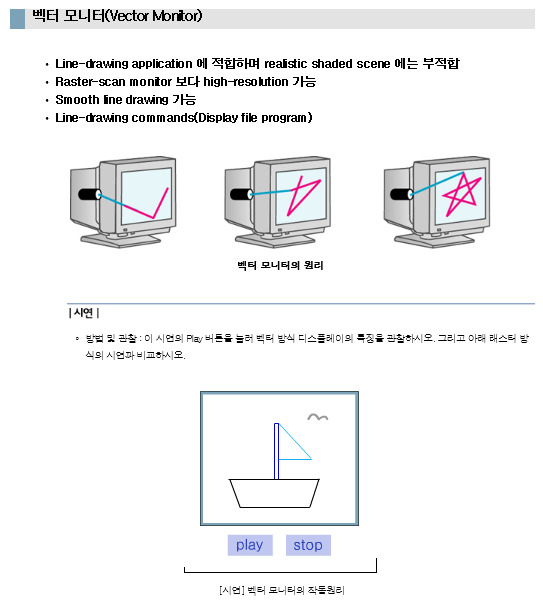 벡터 모니터(Vector Monitor)
• Line-drawing application 에 적합하며 realistic shaded scene 에는 부적합
• Raster-scan monitor 보다 high-resolution 가능
• Smooth line drawing 가능
• Line-drawing commands(Display file program)
벡터 모니터의 원리
| 시연 |
방법 및 관찰 : 이 시연의 Play 버튼을 눌러 벡터 방식 디스플레이의 특징을 관찰하시오. 그리고 아래 래스터 방
식의 시연과 비교하시오.
play stop
[시연] 벡터 모니터의 작동원리